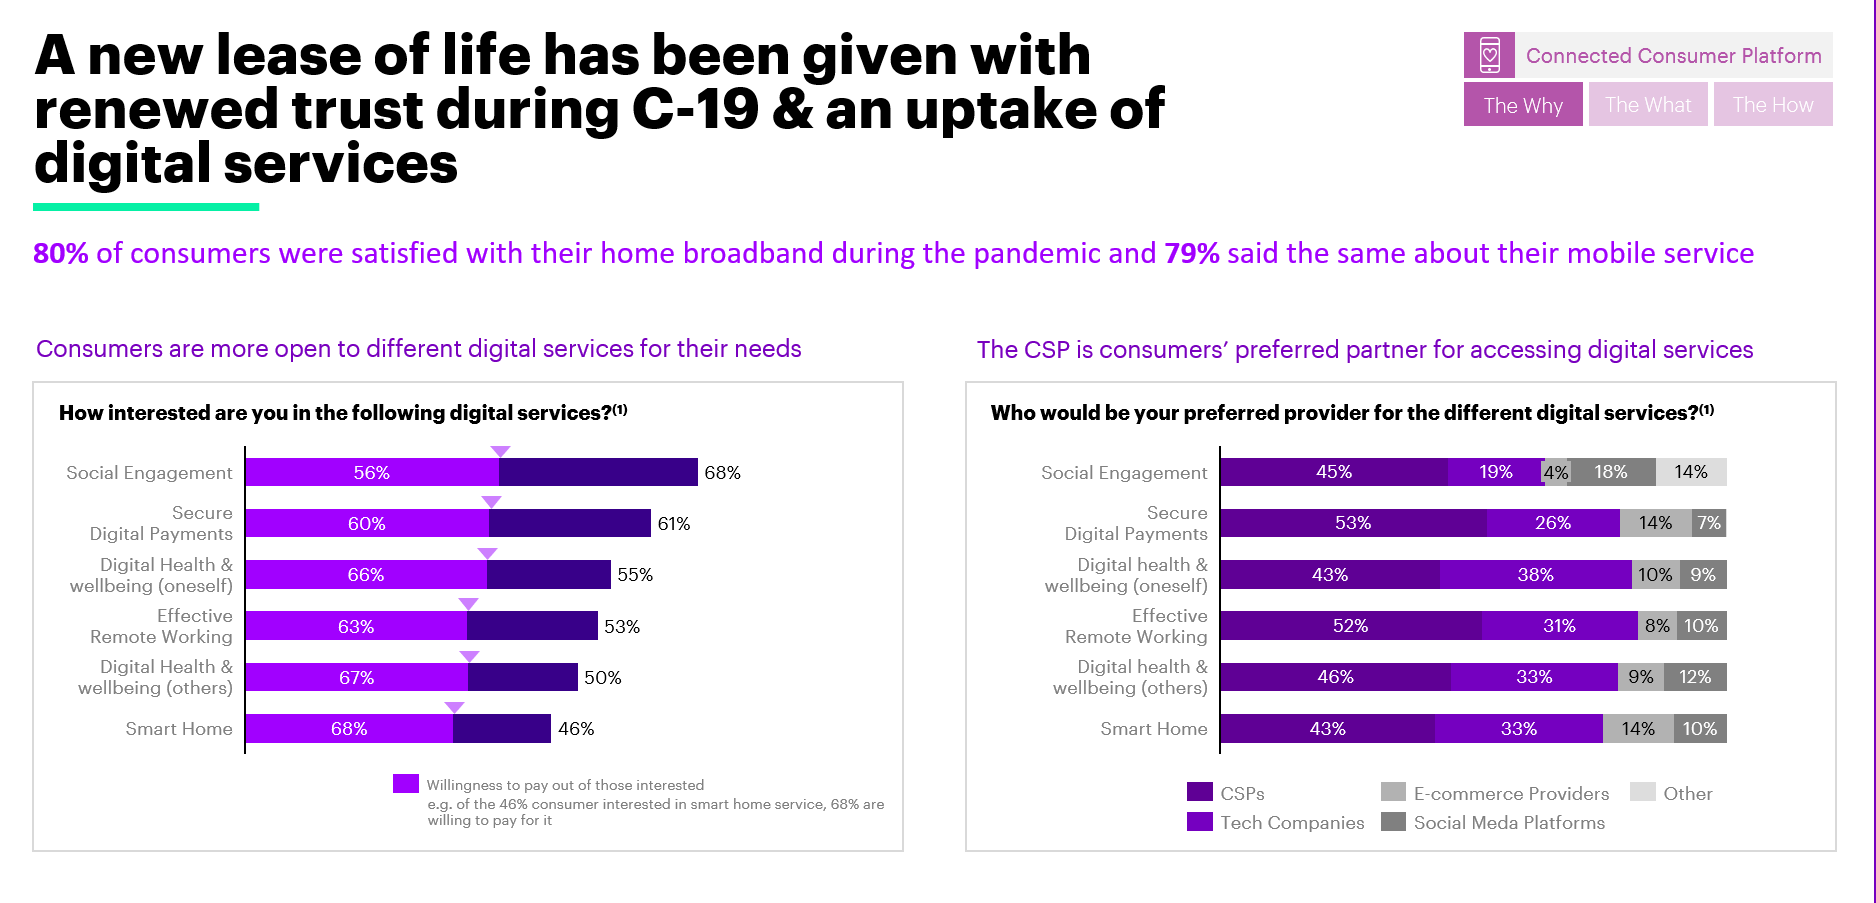 A new lease of life has been given with
renewed trust during C-19 & an uptake of
digital services
Connected Consumer Platform
The Why
The What
The How
80% of consumers were satisfied with their home broadband during the pandemic and 79% said the same about their mobile service
Consumers are more open to different digital services for their needs
How interested are you in the following digital services?(1)
Social Engagement
56%
68%
Secure
Digital Payments
60%
61%
Digital Health &
wellbeing (oneself)
66%
55%
Effective
Remote Working
63%
53%
Digital Health &
wellbeing (others)
67%
50%
Smart Home
68%
46%
Willingness to pay out of those interested
e.g. of the 46% consumer interested in smart home service, 68% are
willing to pay for it
The CSP is consumers’ preferred partner for accessing digital services
Who would be your preferred provider for the different digital services?(1)
Social Engagement
45%
19%
4%
18%
14%
Secure
Digital Payments
53%
26%
14%
7%
Digital health &
wellbeing (oneself)
43%
38%
10%
9%
Effective
Remote Working
52%
31%
8%
10%
Digital health &
wellbeing (others)
46%
33%
9%
12%
Smart Home
43%
33%
14%
10%
CSPs
E-commerce Providers
Other
Tech Companies
Social Meda Platforms